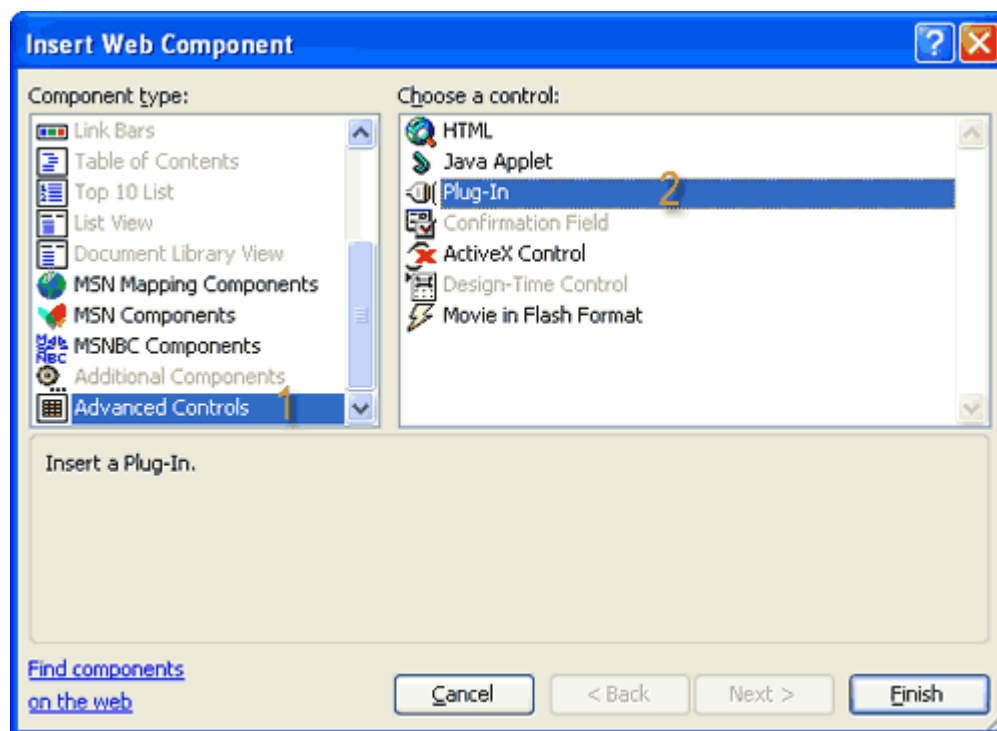 Insert Web Component
Component type:
Link Bars
Table of Contents
Top 10 List
List View
Document Library View
MSN Mapping Components
MSN Components
MSNBC Components
Additional Components
Advanced Controls 1
Choose a control:
HTML
Java Applet
Plug-In 2
Confirmation Field
ActiveX Control
Design-Time Control
Movie in Flash Format
Insert a Plug-In.
Find components
on the web
Cancel
< Back
Next >
Finish